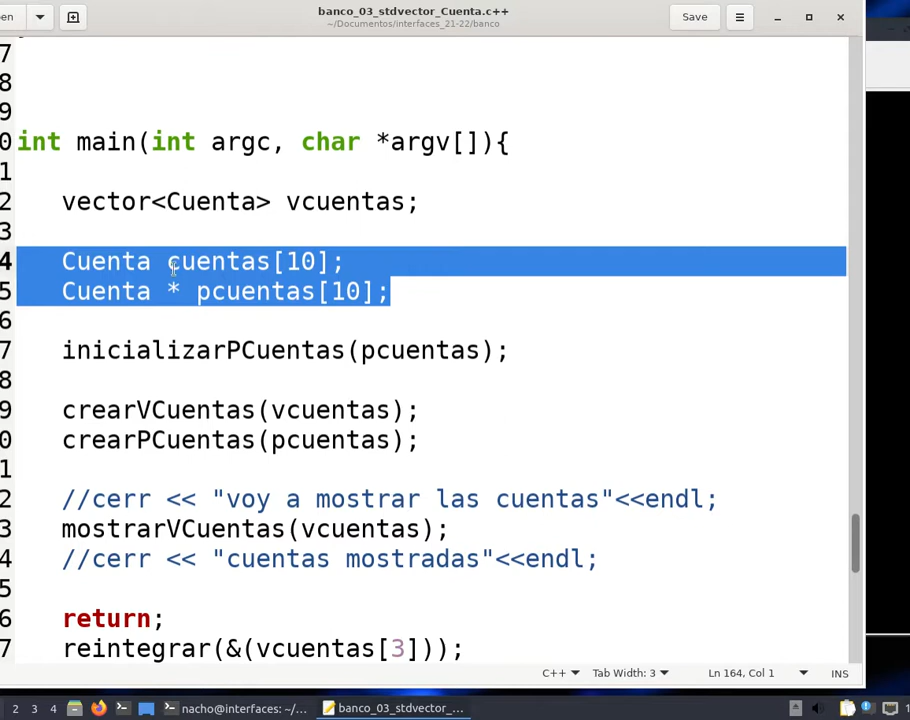 en
banco_03_stdvector_Cuenta.c++
~/Documentos/interfaces_21-22/banco
Save
7
8
9
0 int main(int argc, char *argv[]){
1
2 vector<Cuenta> vcuentas;
3
4 Cuenta cuentas[10];
5 Cuenta * pcuentas[10];
6
7 inicializarPCuentas(pcuentas);
8
9 crearVCuentas(vcuentas);
0 crearPCuentas(pcuentas);
1
2 //cerr << "voy a mostrar las cuentas"<<endl;
3 mostrarVCuentas(vcuentas);
4 //cerr << "cuentas mostradas"<<endl;
5
6 return;
7 reintegrar(&(vcuentas[3]));
C++ Tab Width: 3 Ln 164, Col 1 INS
2 3 4 nacho@interfaces: ~/... banco_03_stdvector_...